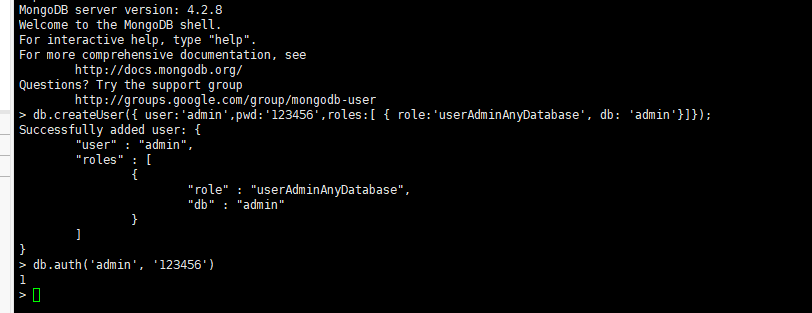 MongoDB server version: 4.2.8
Welcome to the MongoDB shell.
For interactive help, type "help".
For more comprehensive documentation, see
        http://docs.mongodb.org/
Questions? Try the support group
        http://groups.google.com/group/mongodb-user
> db.createUser({ user:'admin',pwd:'123456',roles:[ { role:'userAdminAnyDatabase', db: 'admin'}]});
Successfully added user: {
        "user" : "admin",
        "roles" : [
                {
                        "role" : "userAdminAnyDatabase",
                        "db" : "admin"
                }
        ]
}
> db.auth('admin', '123456')
1
>